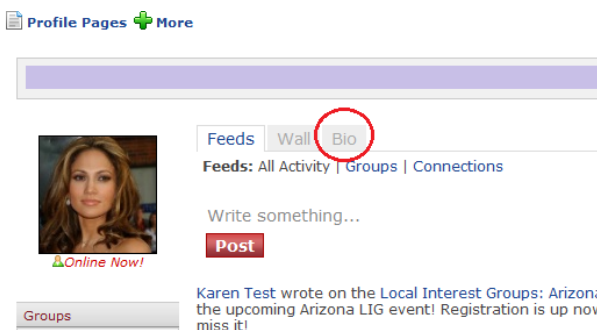 Profile Pages More
Feeds Wall Bio
Feeds: All Activity | Groups | Connections
Write something...
Post
Online Now!
Karen Test wrote on the Local Interest Groups: Arizona
the upcoming Arizona LIG event! Registration is up now
miss it!
Groups